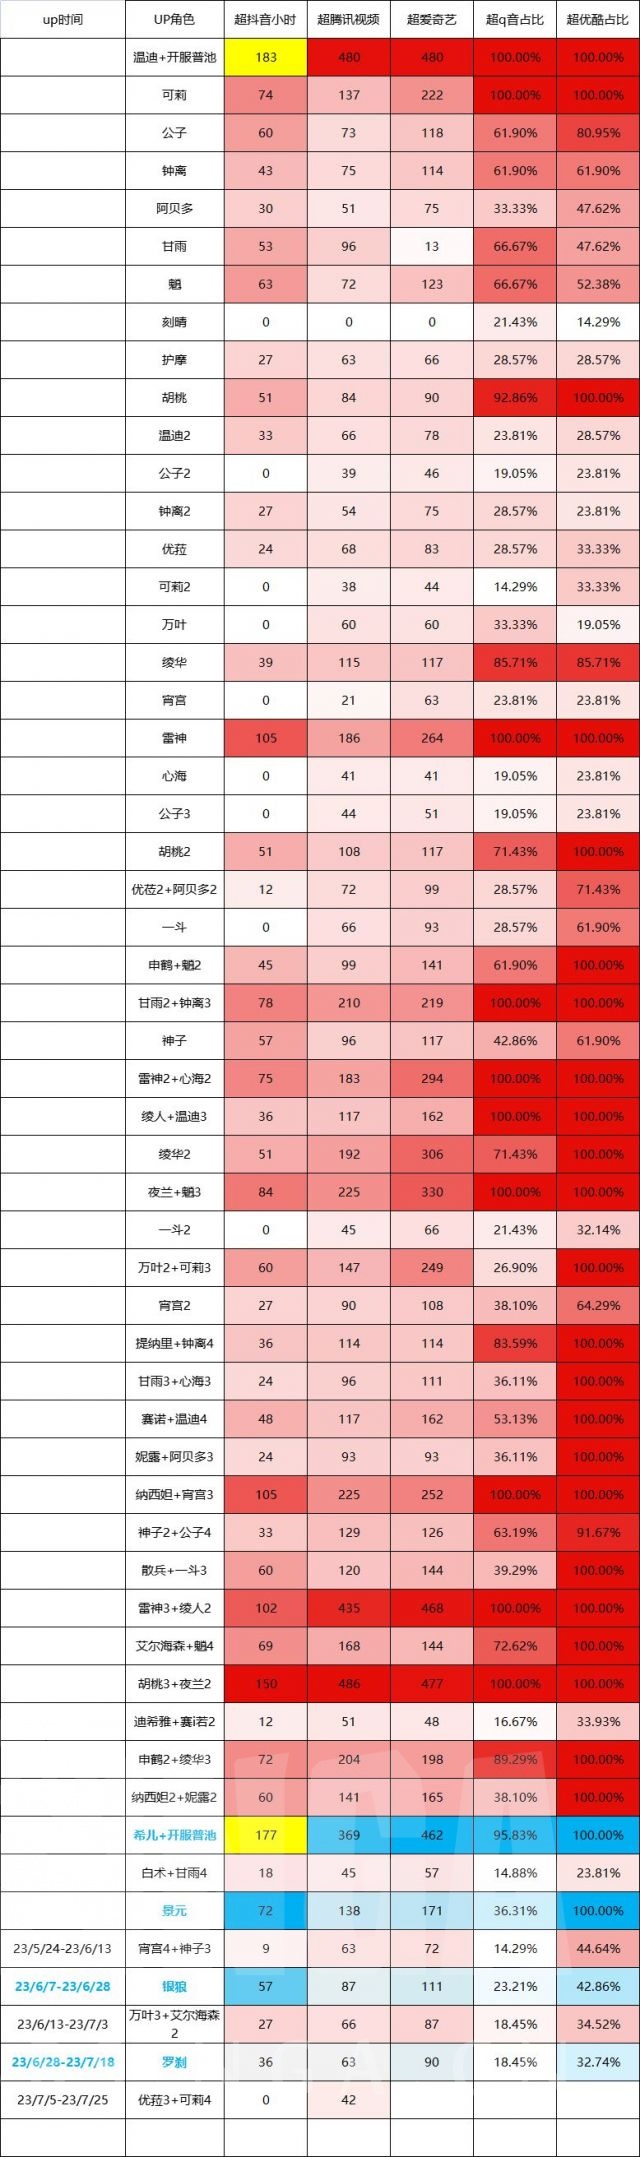 up时间 UP角色 超抖音小时 超腾讯视频 超爱奇艺 超q音占比 超优酷占比
温迪+开服普池 183 480 480 100.00% 100.00%
可莉 74 137 222 100.00% 100.00%
公子 60 73 118 61.90% 80.95%
钟离 43 75 114 61.90% 61.90%
阿贝多 30 51 75 33.33% 47.62%
甘雨 53 96 13 66.67% 47.62%
魈 63 72 123 66.67% 52.38%
刻晴 0 0 0 21.43% 14.29%
护摩 27 63 66 28.57% 28.57%
胡桃 51 84 90 92.86% 100.00%
温迪2 33 66 78 23.81% 28.57%
公子2 0 39 46 19.05% 23.81%
钟离2 27 54 75 28.57% 23.81%
优菈 24 68 83 28.57% 33.33%
可莉2 0 38 44 14.29% 33.33%
万叶 0 60 60 33.33% 19.05%
绫华 39 115 117 85.71% 85.71%
宵宫 0 21 63 23.81% 23.81%
雷神 105 186 264 100.00% 100.00%
心海 0 41 41 19.05% 23.81%
公子3 0 44 51 19.05% 23.81%
胡桃2 51 108 117 71.43% 100.00%
优菈2+阿贝多2 12 72 99 28.57% 71.43%
一斗 0 66 93 28.57% 61.90%
申鹤+魈2 45 99 141 61.90% 100.00%
甘雨2+钟离3 78 210 219 100.00% 100.00%
神子 57 96 117 42.86% 61.90%
雷神2+心海2 75 183 294 100.00% 100.00%
绫人+温迪3 36 117 162 100.00% 100.00%
绫华2 51 192 306 71.43% 100.00%
夜兰+魈3 84 225 330 100.00% 100.00%
一斗2 0 45 66 21.43% 32.14%
万叶2+可莉3 60 147 249 26.90% 100.00%
宵宫2 27 90 108 38.10% 64.29%
提纳里+钟离4 36 114 114 83.59% 100.00%
甘雨3+心海3 24 96 111 36.11% 100.00%
赛诺+温迪4 48 117 162 53.13% 100.00%
妮露+阿贝多3 24 93 93 36.11% 100.00%
纳西妲+宵宫3 105 225 252 100.00% 100.00%
神子2+公子4 33 129 126 63.19% 91.67%
散兵+一斗3 60 120 144 39.29% 100.00%
雷神3+绫人2 102 435 468 100.00% 100.00%
艾尔海森+魈4 69 168 144 72.62% 100.00%
胡桃3+夜兰2 150 486 477 100.00% 100.00%
迪希雅+赛i若2 12 51 48 16.67% 33.93%
申鹤2+绫华3 72 204 198 89.29% 100.00%
纳西妲2+妮露2 60 141 165 38.10% 100.00%
希儿+开服普池 177 369 462 95.83% 100.00%
白术+甘雨4 18 45 57 14.88% 23.81%
景元 72 138 171 36.31% 100.00%
23/5/24-23/6/13 宵宫4+神子3 9 63 72 14.29% 44.64%
23/6/7-23/6/28 银狼 57 87 111 23.21% 42.86%
23/6/13-23/7/3 万叶3+艾尔海森2 27 66 87 18.45% 34.52%
23/6/28-23/7/18 罗刹 36 63 90 18.45% 32.74%
23/7/5-23/7/25 优菈3+可莉4 0 42